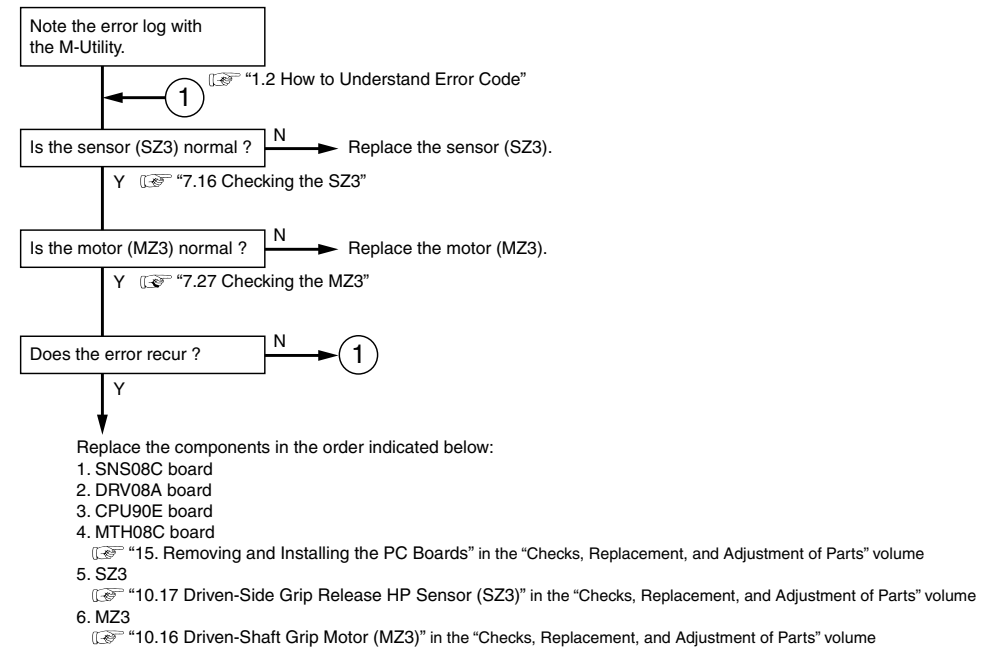 Note the error log with
the M-Utility.
“1.2 How to Understand Error Code”
1
Is the sensor (SZ3) normal ?
N
Replace the sensor (SZ3).
Y “7.16 Checking the SZ3”
Is the motor (MZ3) normal ?
N
Replace the motor (MZ3).
Y “7.27 Checking the MZ3”
Does the error recur ?
N
1
Y
Replace the components in the order indicated below:
1. SNS08C board
2. DRV08A board
3. CPU90E board
4. MTH08C board
“15. Removing and Installing the PC Boards” in the “Checks, Replacement, and Adjustment of Parts” volume
5. SZ3
“10.17 Driven-Side Grip Release HP Sensor (SZ3)” in the “Checks, Replacement, and Adjustment of Parts” volume
6. MZ3
“10.16 Driven-Shaft Grip Motor (MZ3)” in the “Checks, Replacement, and Adjustment of Parts” volume